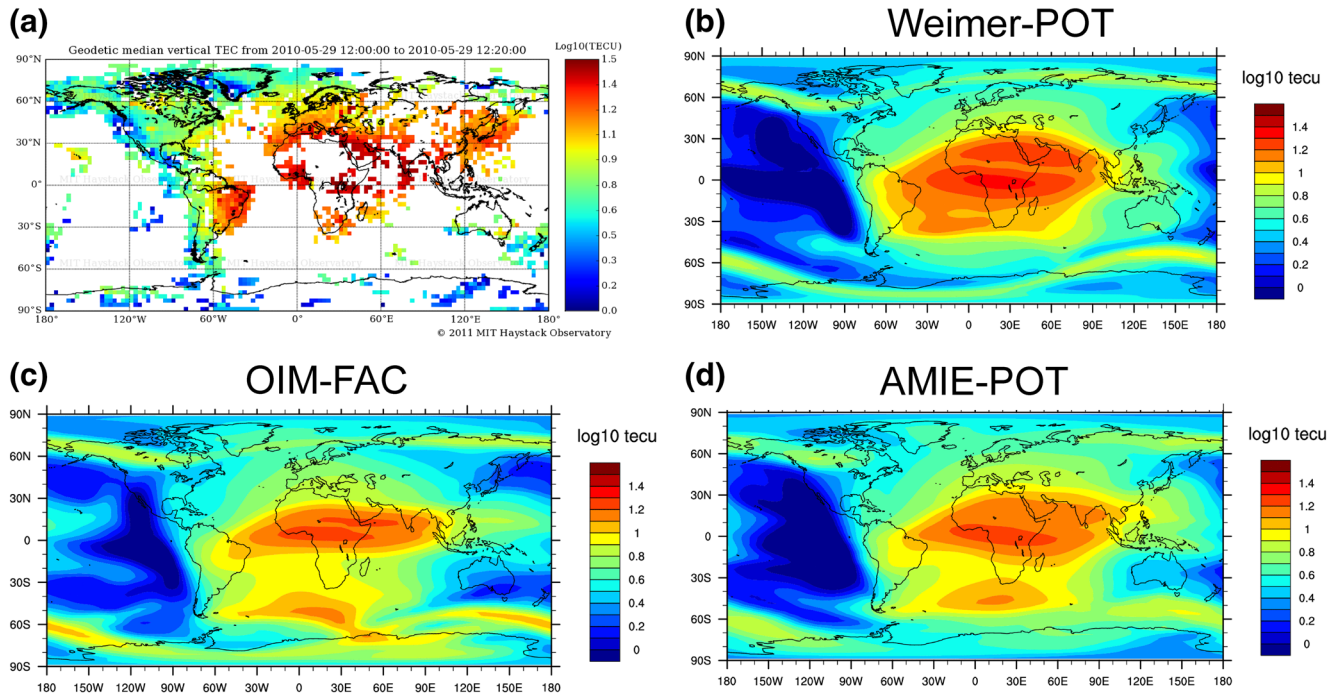 (a)
Geodetic median vertical TEC from 2010-05-29 12:00:00 to 2010-05-29 12:20:00
Log10(TECU)
90°N
60°N
30°N
0°
30°S
60°S
90°S
180°
120°W
60°W
0°
60°E
120°E
180°
1.5
1.4
1.2
1.1
0.9
0.8
0.6
0.5
0.3
0.2
0.0
© 2011 MIT Haystack Observatory
(b)
Weimer-POT
90N
60N
30N
0
30S
60S
90S
180 150W 120W 90W 60W 30W 0 30E 60E 90E 120E 150E 180
log10 tecu
1.4
1.2
1
0.8
0.6
0.4
0.2
0
(c)
OIM-FAC
90N
60N
30N
0
30S
60S
90S
180 150W 120W 90W 60W 30W 0 30E 60E 90E 120E 150E 180
log10 tecu
1.4
1.2
1
0.8
0.6
0.4
0.2
0
(d)
AMIE-POT
90N
60N
30N
0
30S
60S
90S
180 150W 120W 90W 60W 30W 0 30E 60E 90E 120E 150E 180
log10 tecu
1.4
1.2
1
0.8
0.6
0.4
0.2
0